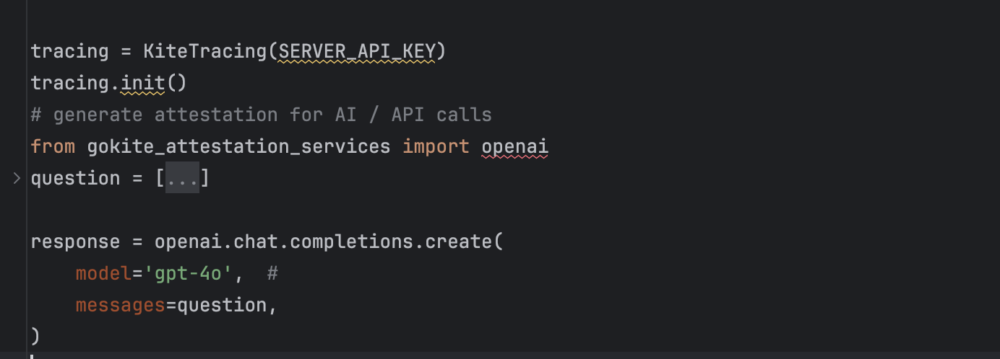 tracing = KiteTracing(SERVER_API_KEY)
tracing.init()
# generate attestation for AI / API calls
from gokite_attestation_services import openai
question = [...]
response = openai.chat.completions.create(
    model='gpt-4o',  #
    messages=question,
)